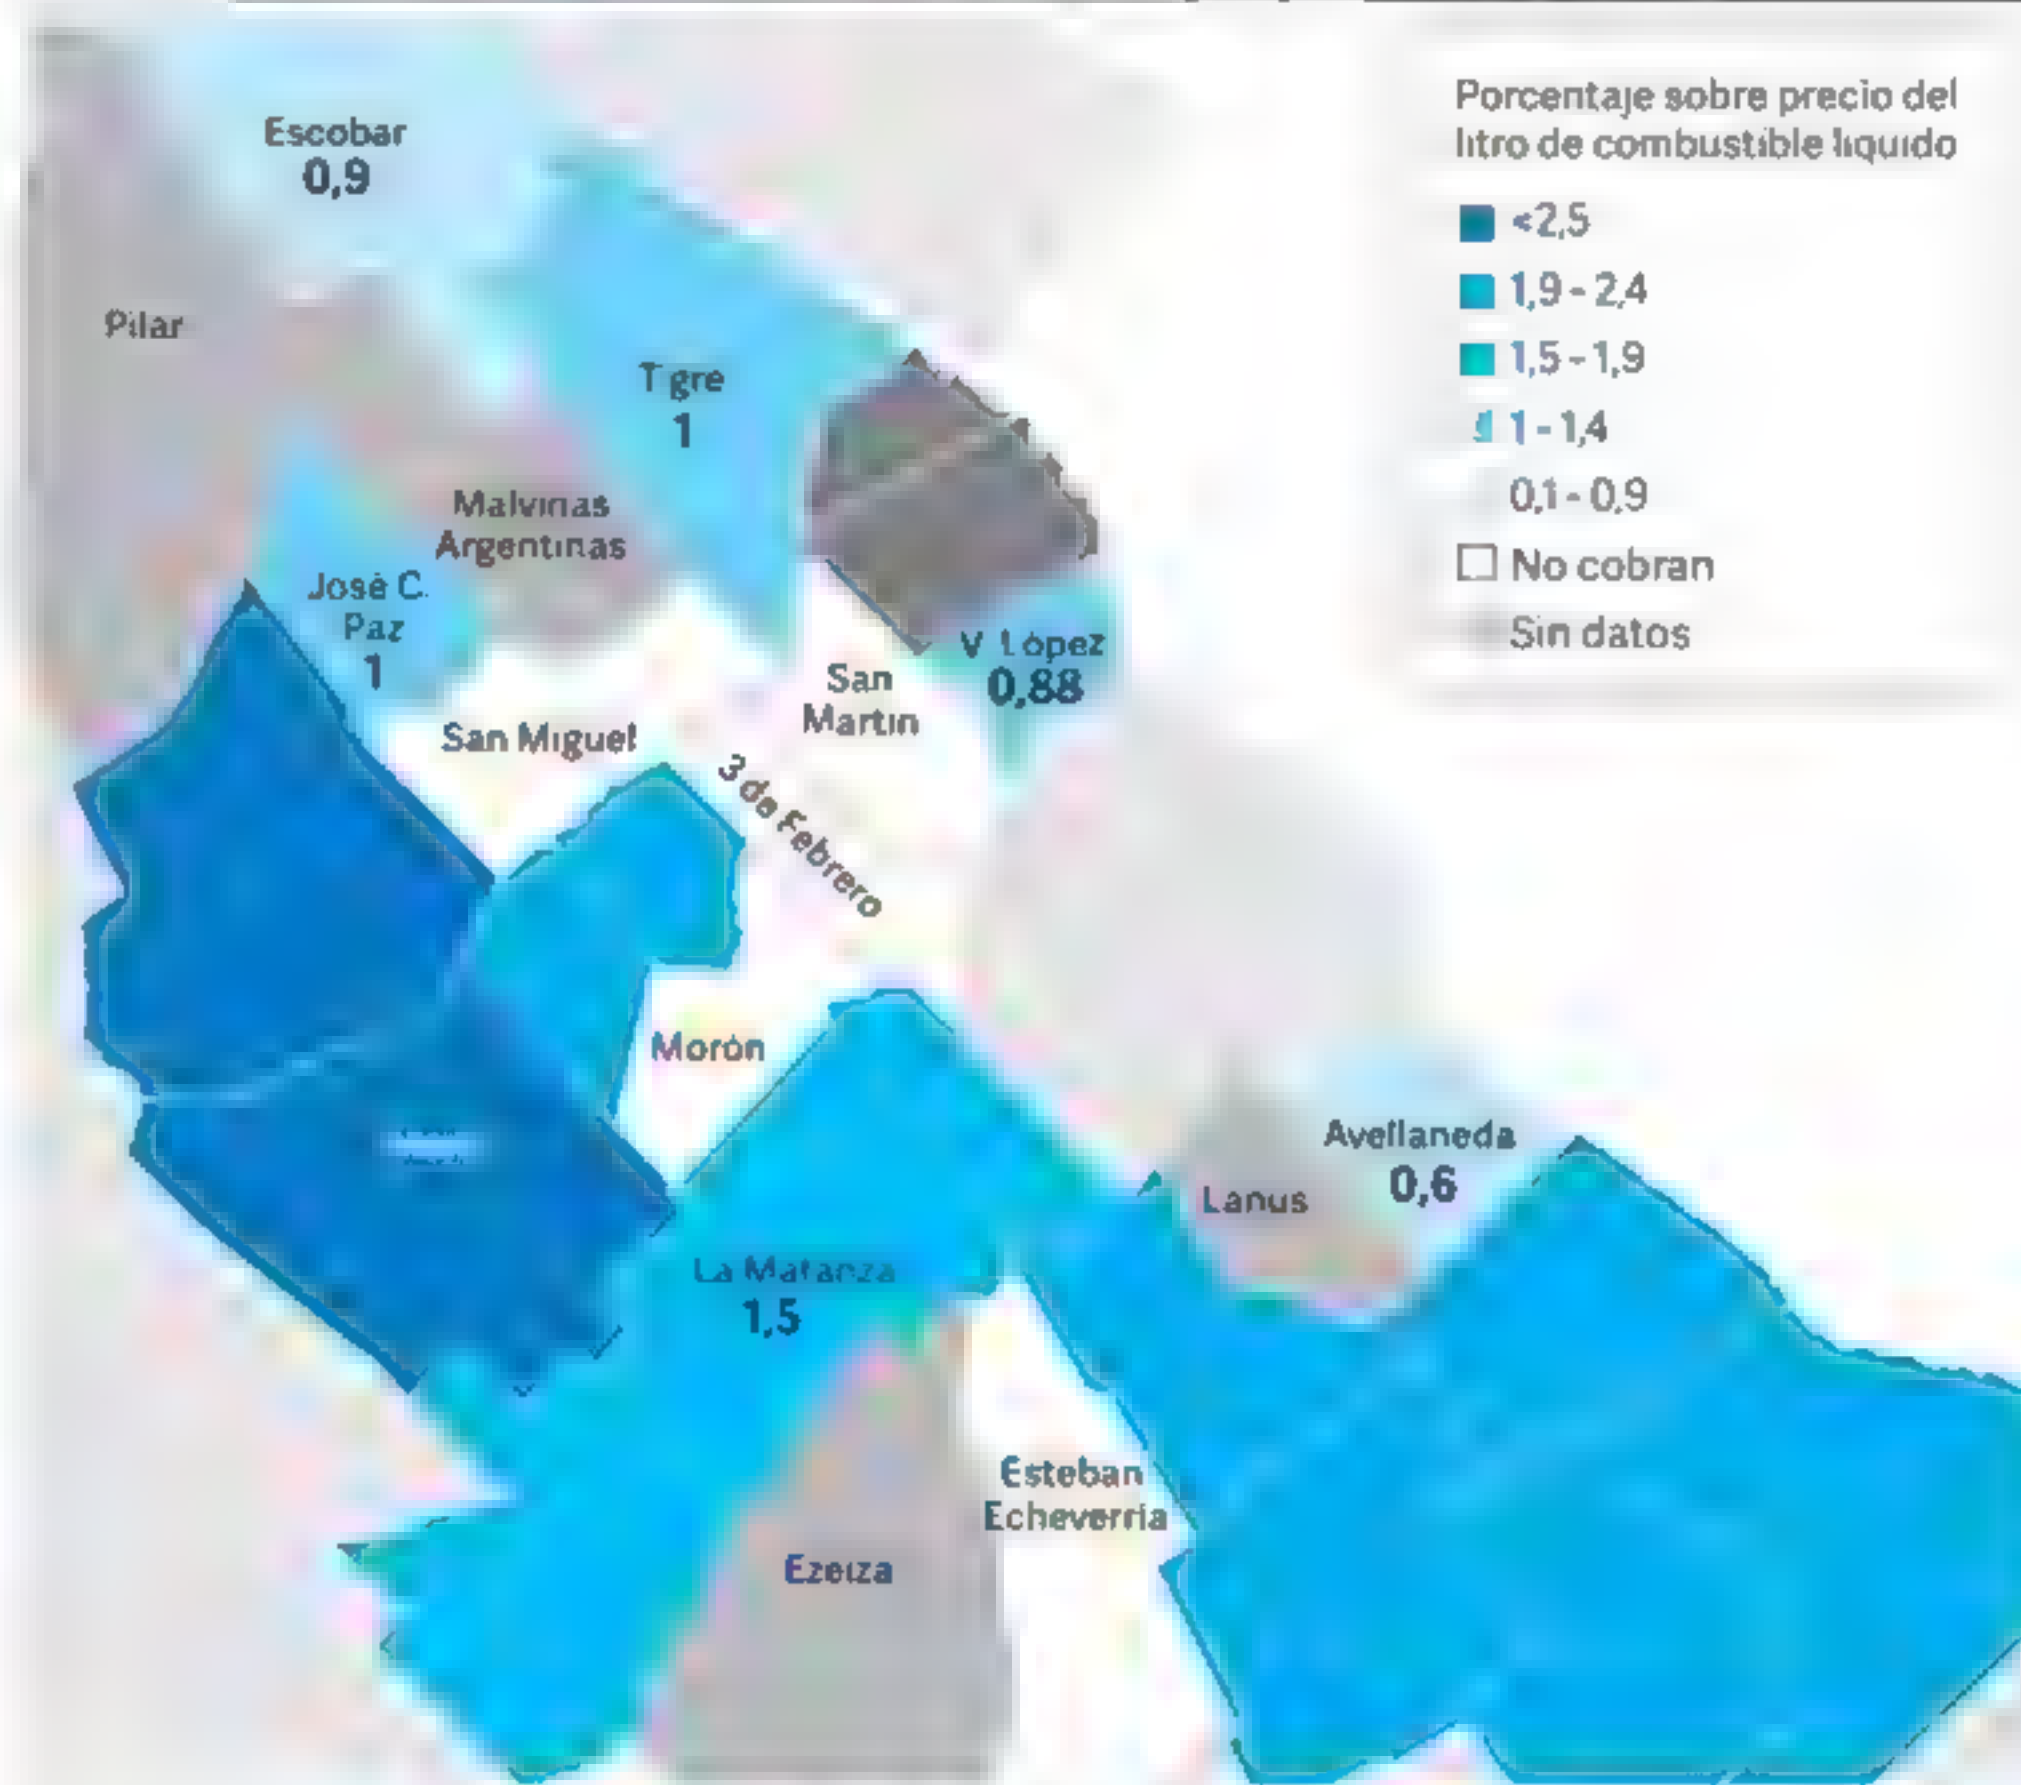 Porcentaje sobre precio del
litro de combustible líquido
<2,5
1,9 - 2,4
1,5 - 1,9
1 - 1,4
0,1 - 0,9
No cobran
Sin datos
Escobar
0,9
Pilar
Tigre
1
Malvinas
Argentinas
José C.
Paz
1
V. López
0,88
San
Martín
San Miguel
3 de Febrero
Morón
Avellaneda
0,6
Lanús
La Matanza
1,5
Esteban
Echeverría
Ezeiza